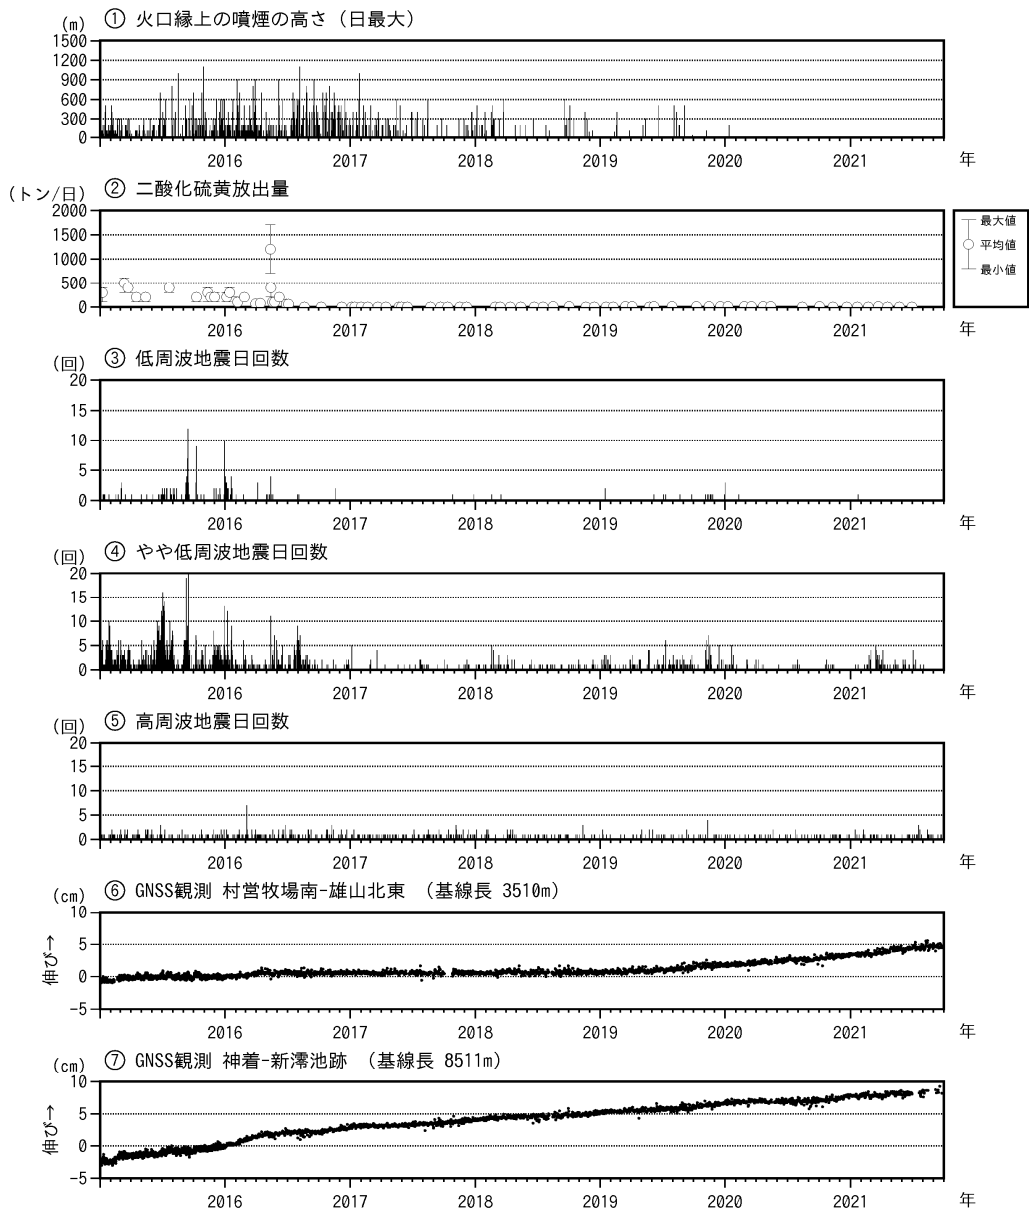 ① 火口縁上の噴煙の高さ（日最大）
(m)
1500
1200
900
600
300
0
2016 2017 2018 2019 2020 2021 年
② 二酸化硫黄放出量
(トン/日)
2000
1500
1000
500
0
2016 2017 2018 2019 2020 2021 年
最大値
平均値
最小値
③ 低周波地震日回数
(回)
20
15
10
5
0
2016 2017 2018 2019 2020 2021 年
④ やや低周波地震日回数
(回)
20
15
10
5
0
2016 2017 2018 2019 2020 2021 年
⑤ 高周波地震日回数
(回)
20
15
10
5
0
2016 2017 2018 2019 2020 2021 年
⑥ GNSS観測 村営牧場南-雄山北東 （基線長 3510m）
(cm)
10
5
0
-5
伸び→
2016 2017 2018 2019 2020 2021 年
⑦ GNSS観測 神着-新澪池跡 （基線長 8511m）
(cm)
10
5
0
-5
伸び→
2016 2017 2018 2019 2020 2021 年